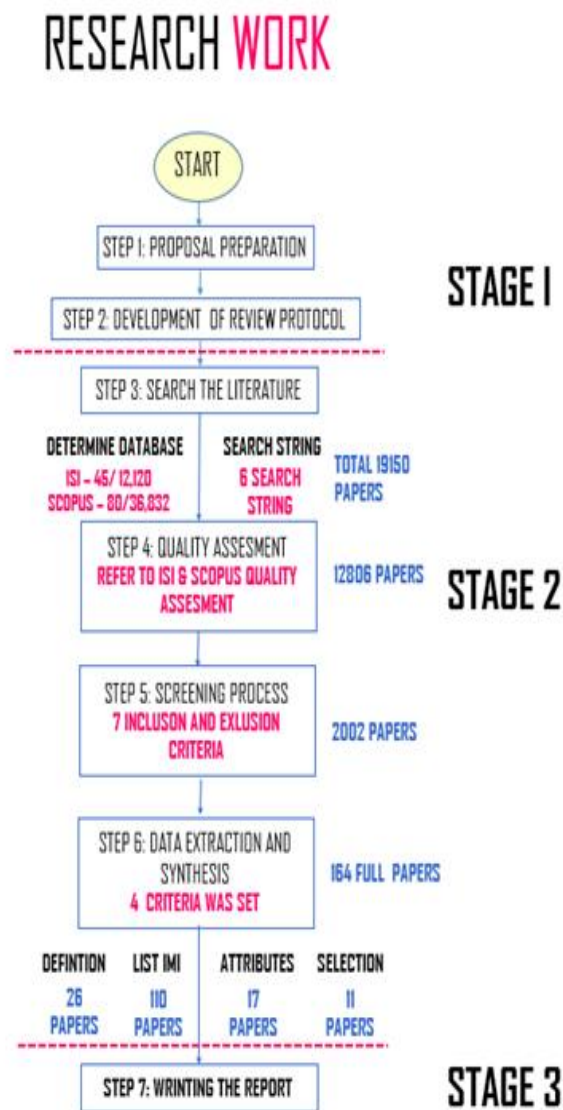 RESEARCH WORK
START
STEP 1: PROPOSAL PREPARATION
STAGE 1
STEP 2: DEVELOPMENT OF REVIEW PROTOCOL
STEP 3: SEARCH THE LITERATURE
DETERMINE DATABASE
ISI - 45/ 12,120
SCOPUS - 80/36,832
SEARCH STRING
6 SEARCH
STRING
TOTAL 19150
PAPERS
STEP 4: QUALITY ASSESMENT
REFER TO ISI & SCOPUS QUALITY
ASSESMENT
12806 PAPERS
STAGE 2
STEP 5: SCREENING PROCESS
7 INCLUSON AND EXLUSION
CRITERIA
2002 PAPERS
STEP 6: DATA EXTRACTION AND
SYNTHESIS
4 CRITERIA WAS SET
164 FULL PAPERS
DEFINTION
26
PAPERS
LIST IMI
110
PAPERS
ATTRIBUTES
17
PAPERS
SELECTION
11
PAPERS
STEP 7: WRINTING THE REPORT
STAGE 3